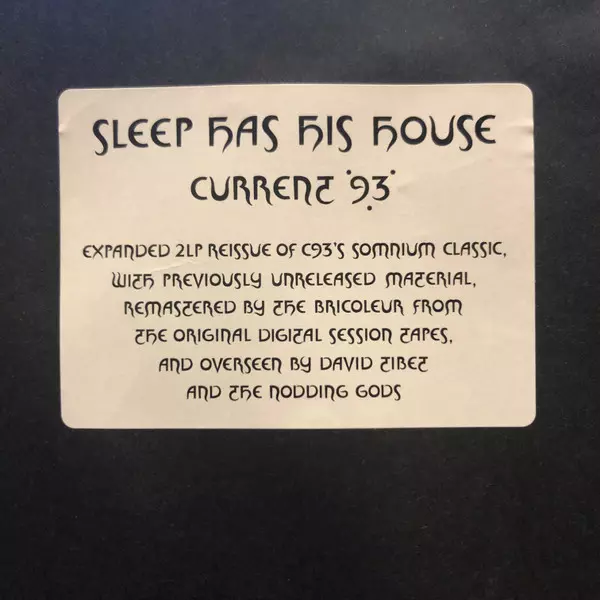 SLEEP HAS HIS HOUSE
CURRENT '93'
EXPANDED 2LP REISSUE OF C93'S SOMNIUM CLASSIC,
WITH PREVIOUSLY UNRELEASED MATERIAL,
REMASTERED BY THE BRICOLEUR FROM
THE ORIGINAL DIGITAL SESSION TAPES,
AND OVERSEEN BY DAVID TIBET
AND THE NODDING GODS